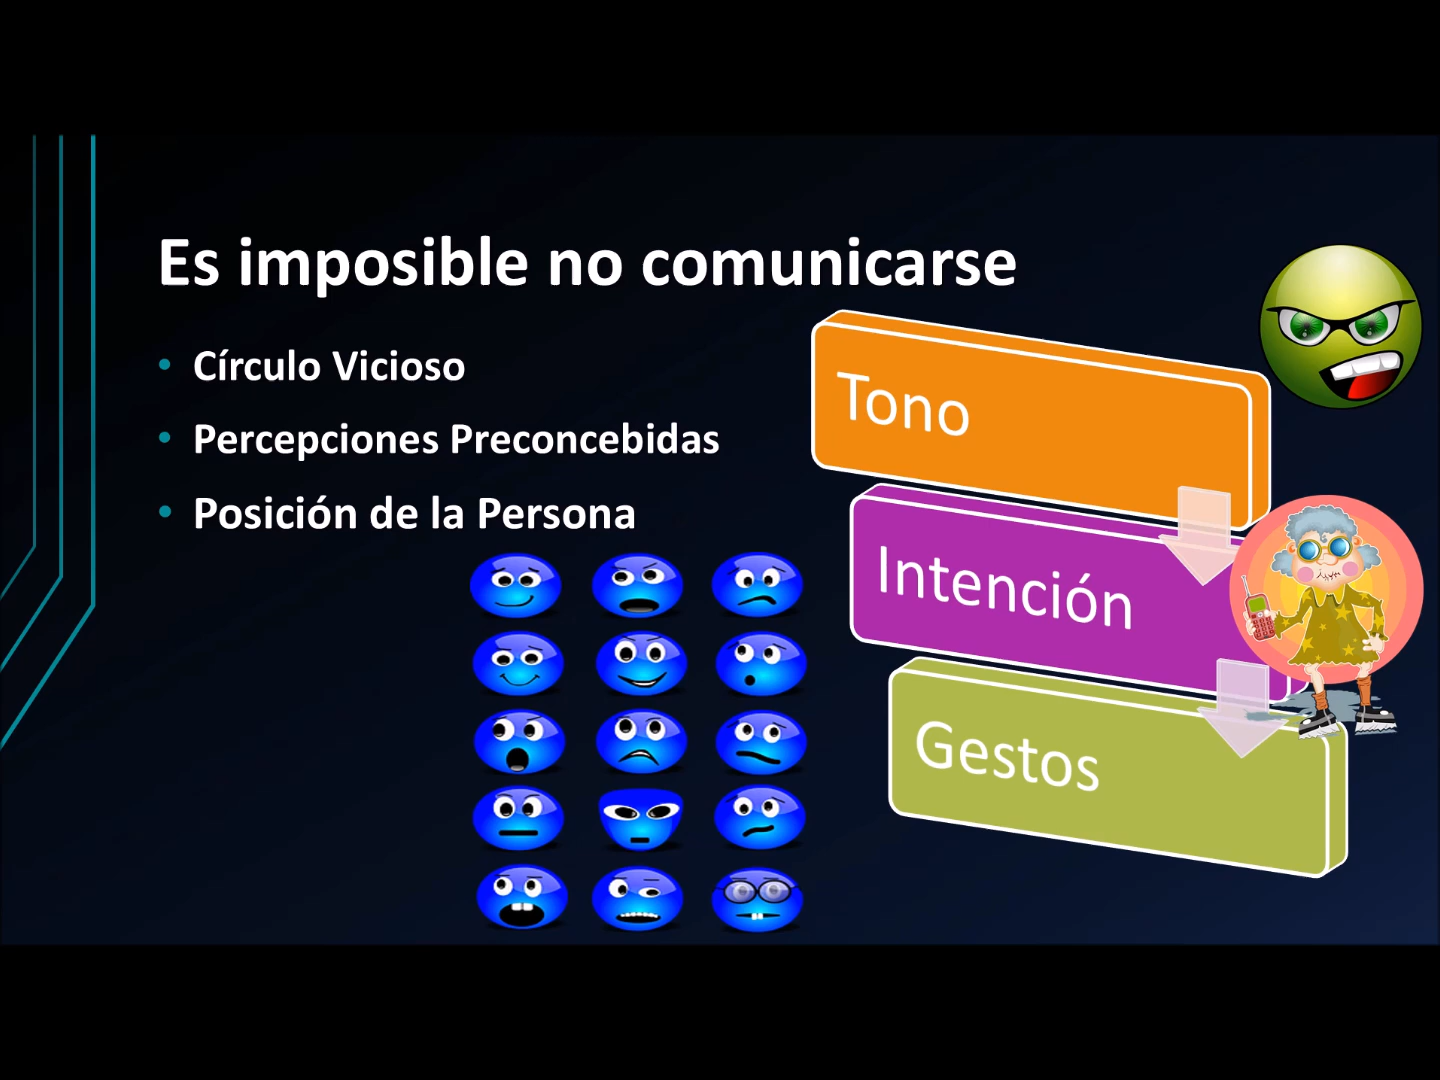 Es imposible no comunicarse
Círculo Vicioso
Percepciones Preconcebidas
Posición de la Persona
Tono
Intención
Gestos